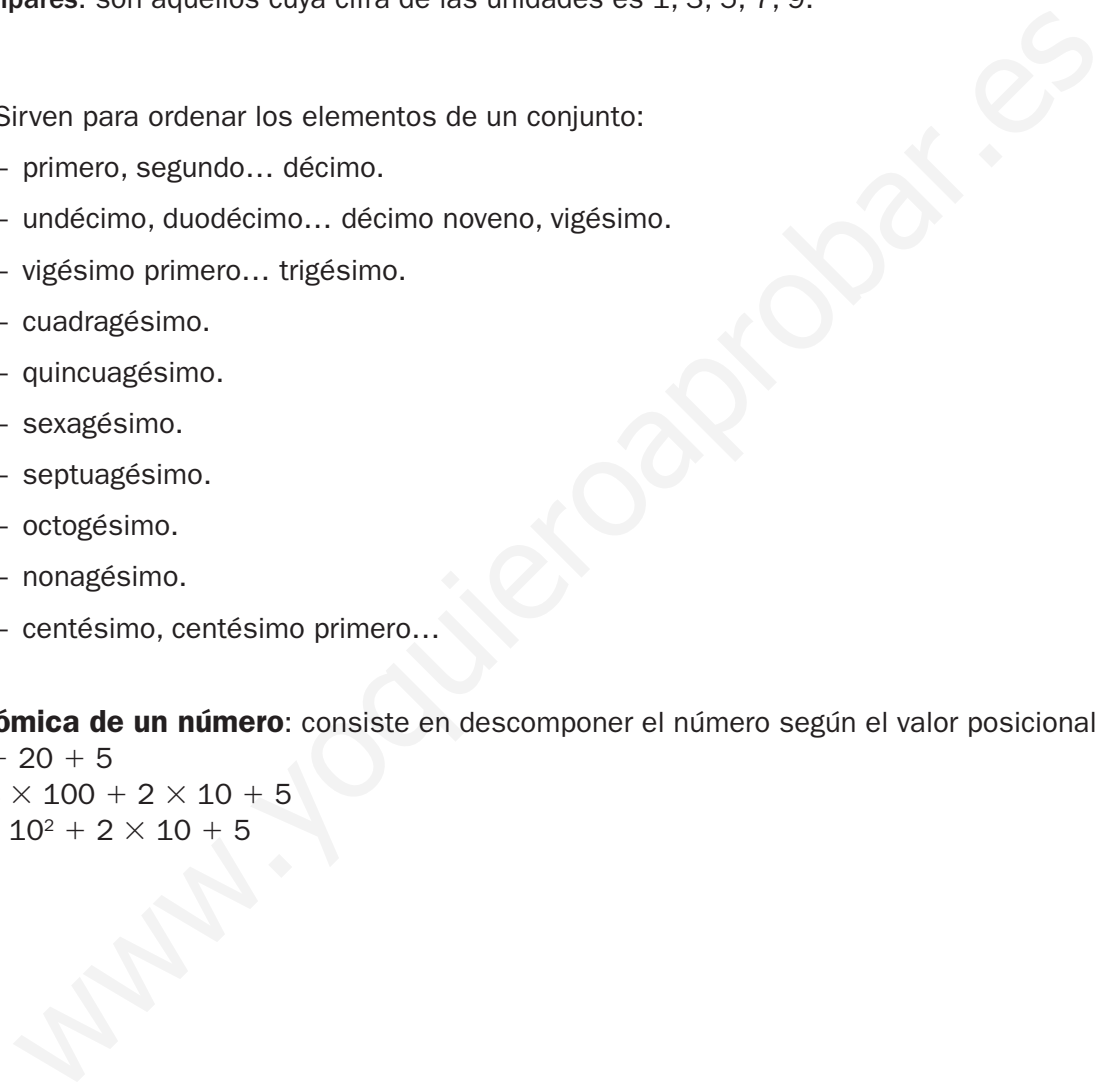 mpares: son aquellos cuya cifra de las unidades es 1, 3, 5, 7, 9.
Sirven para ordenar los elementos de un conjunto:
– primero, segundo… décimo.
– undécimo, duodécimo… décimo noveno, vigésimo.
– vigésimo primero… trigésimo.
– cuadragésimo.
– quincuagésimo.
– sexagésimo.
– septuagésimo.
– octogésimo.
– nonagésimo.
– centésimo, centésimo primero…
ómica de un número: consiste en descomponer el número según el valor posicional
+ 20 + 5
× 100 + 2 × 10 + 5
10² + 2 × 10 + 5
www.yoquieroaprobar.es